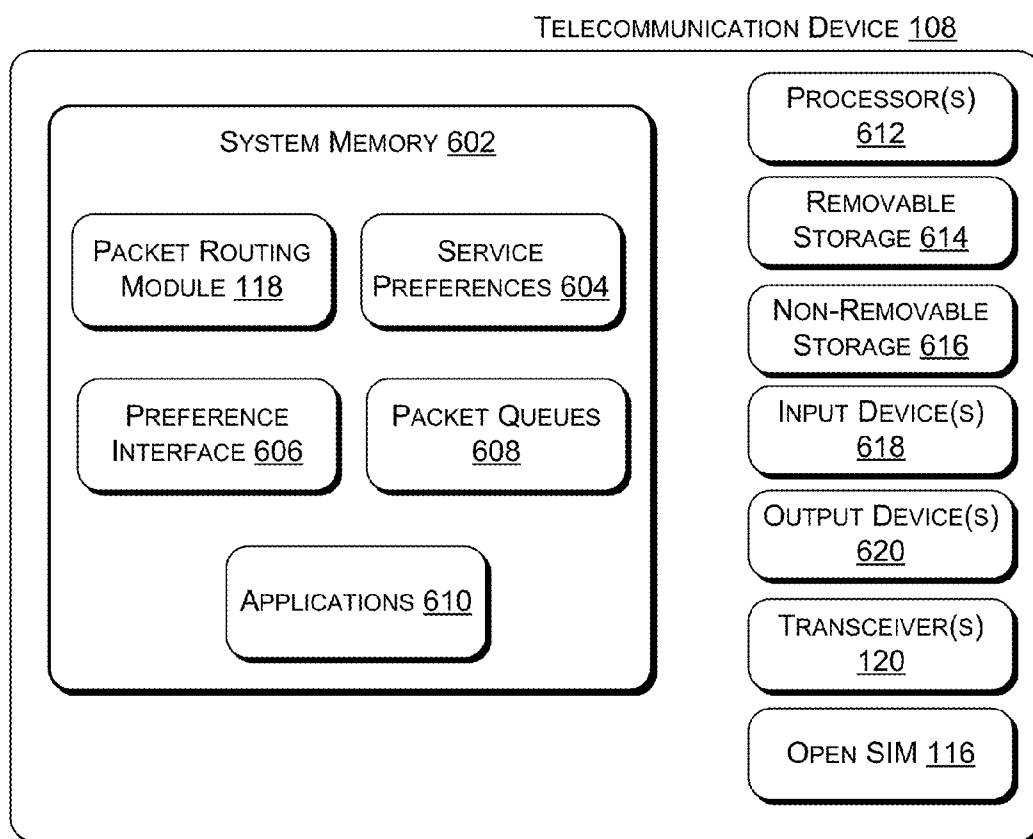 TELECOMMUNICATION DEVICE 108
SYSTEM MEMORY 602
PACKET ROUTING
MODULE 118
SERVICE
PREFERENCES 604
PREFERENCE
INTERFACE 606
PACKET QUEUES
608
APPLICATIONS 610
PROCESSOR(S)
612
REMOVABLE
STORAGE 614
NON-REMOVABLE
STORAGE 616
INPUT DEVICE(S)
618
OUTPUT DEVICE(S)
620
TRANSCEIVER(S)
120
OPEN SIM 116